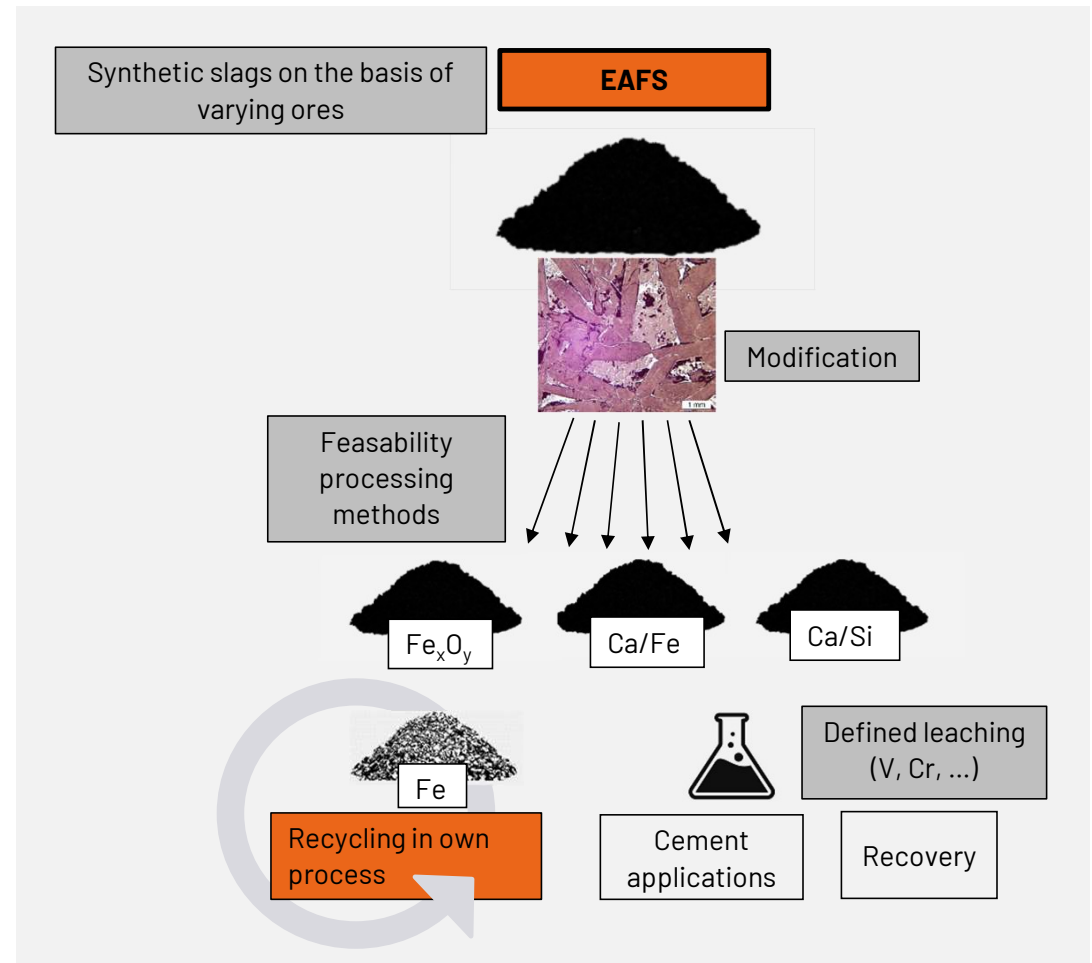 Synthetic slags on the basis of
varying ores
EAFS
1 mm
Modification
Feasability
processing
methods
FexOy
Ca/Fe
Ca/Si
Fe
Defined leaching
(V, Cr, ...)
Recycling in own
process
Cement
applications
Recovery